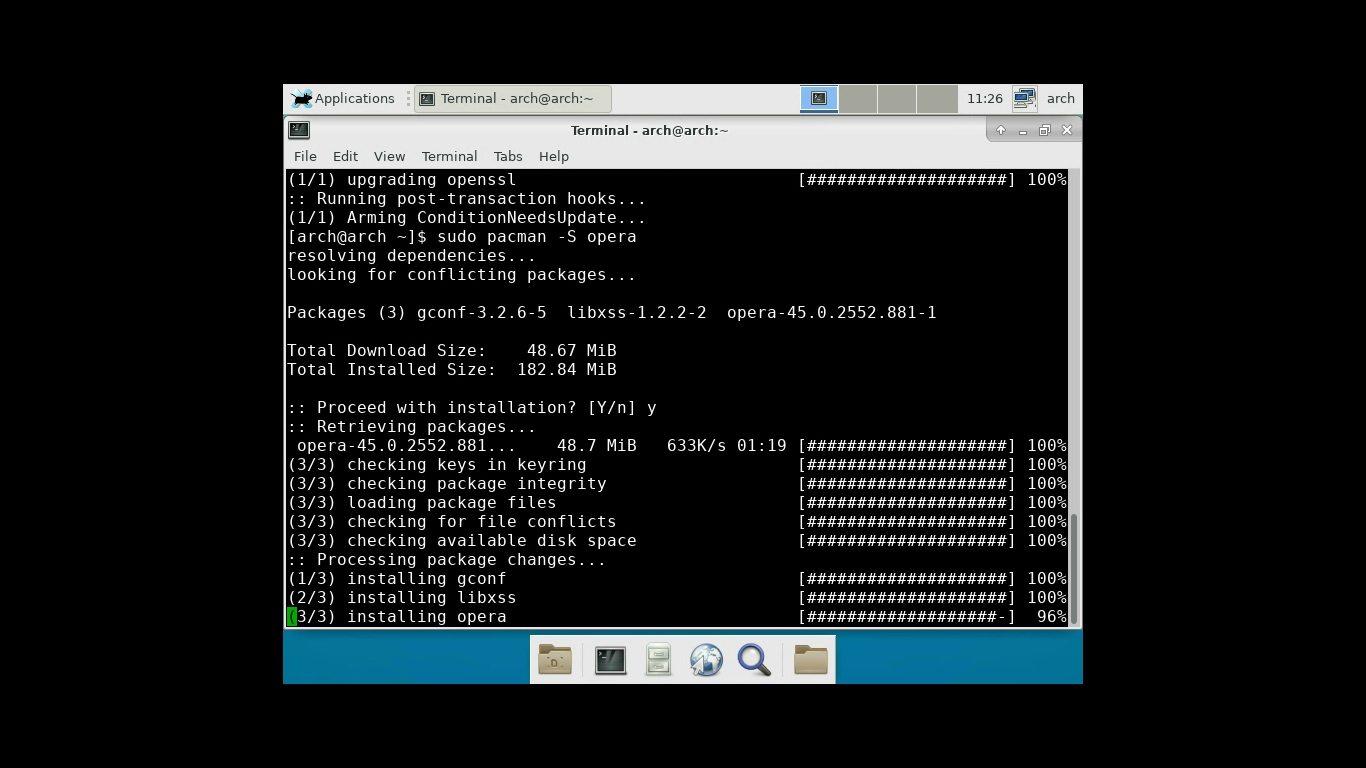 Applications
Terminal - arch@arch:~
11:26
arch
Terminal - arch@arch:~
File Edit View Terminal Tabs Help
(1/1) upgrading openssl [####################] 100%
:: Running post-transaction hooks...
(1/1) Arming ConditionNeedsUpdate...
[arch@arch ~]$ sudo pacman -S opera
resolving dependencies...
looking for conflicting packages...
Packages (3) gconf-3.2.6-5  libxss-1.2.2-2  opera-45.0.2552.881-1
Total Download Size:    48.67 MiB
Total Installed Size:  182.84 MiB
:: Proceed with installation? [Y/n] y
:: Retrieving packages...
opera-45.0.2552.881...    48.7 MiB   633K/s 01:19 [####################] 100%
(3/3) checking keys in keyring [####################] 100%
(3/3) checking package integrity [####################] 100%
(3/3) loading package files [####################] 100%
(3/3) checking for file conflicts [####################] 100%
(3/3) checking available disk space [####################] 100%
:: Processing package changes...
(1/3) installing gconf [####################] 100%
(2/3) installing libxss [####################] 100%
(3/3) installing opera [###################-]  96%